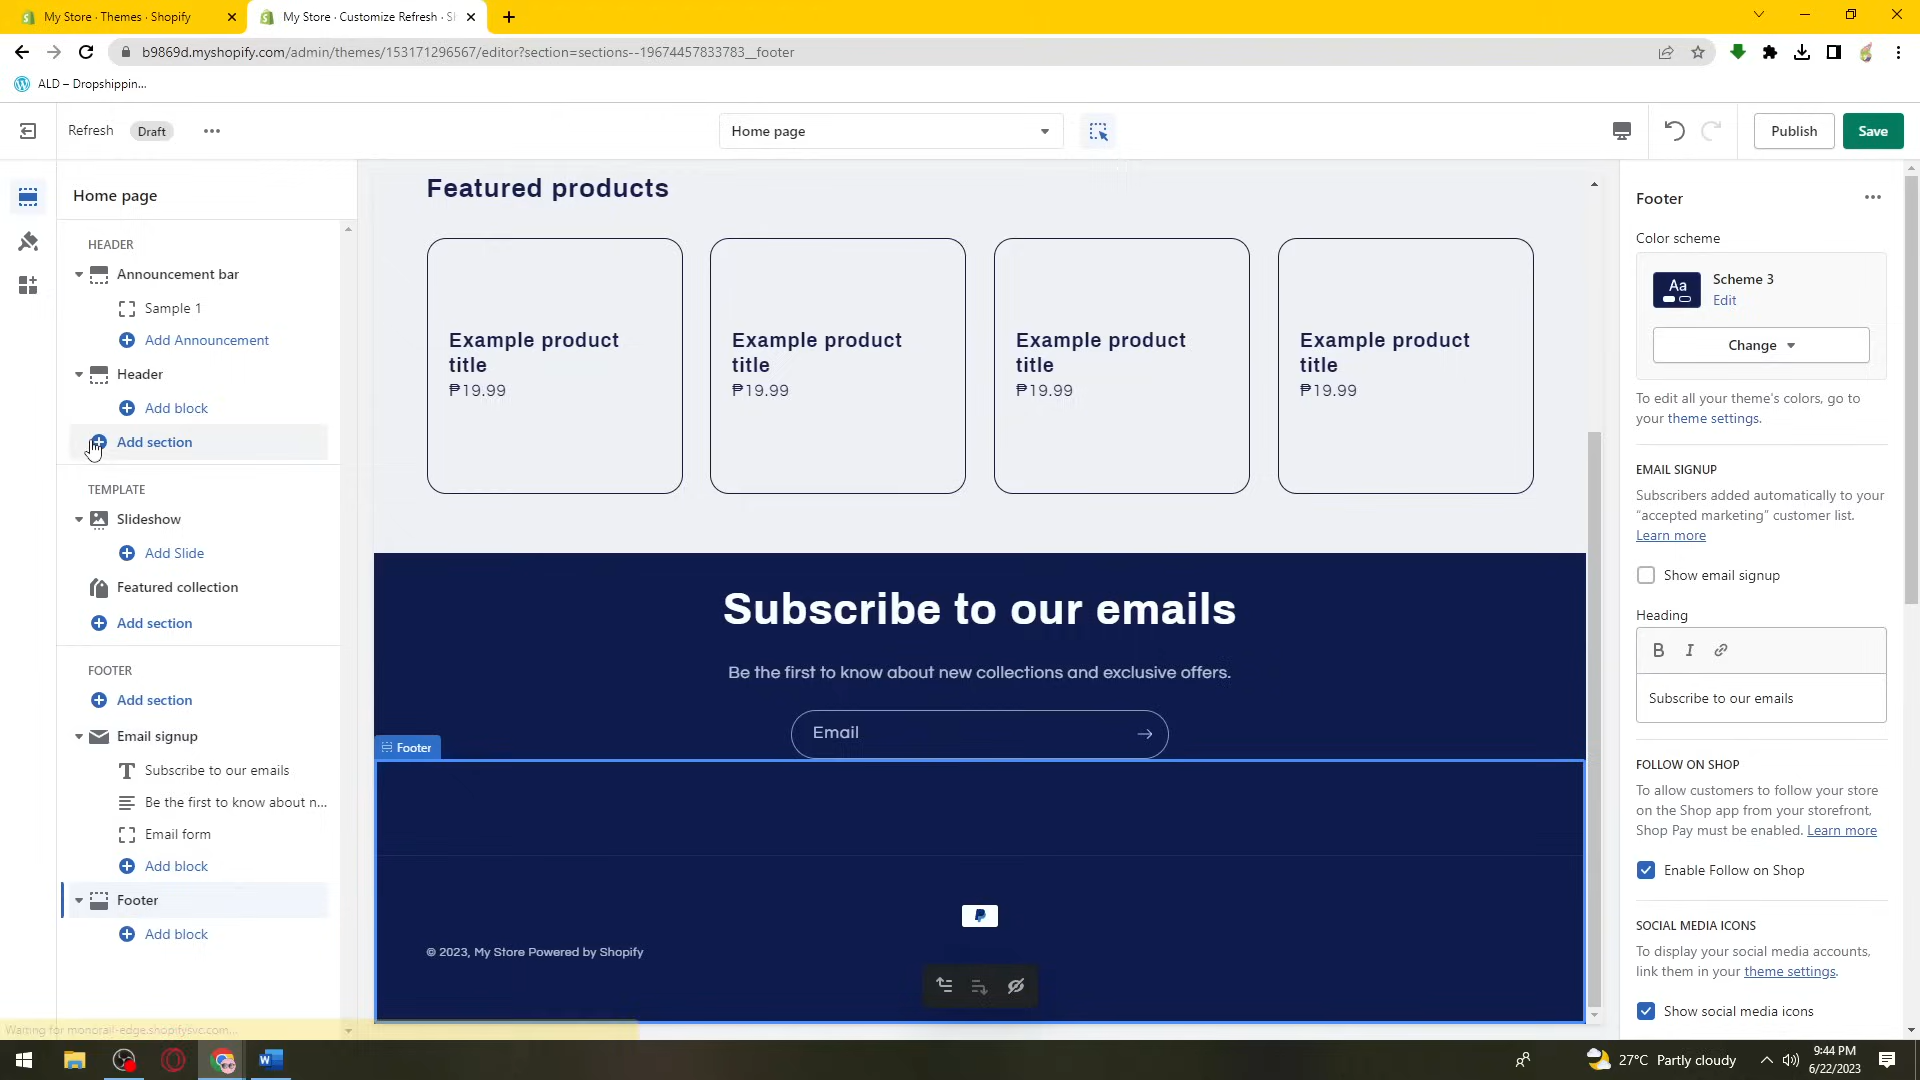 My Store · Themes · Shopify
My Store · Customize Refresh · Sh
b9869d.myshopify.com/admin/themes/153171296567/editor?section=sections--19674457833783__footer
ALD – Dropshippin...
Refresh
Draft
Home page
Publish
Save
Home page
HEADER
Announcement bar
Sample 1
Add Announcement
Header
Add block
Add section
TEMPLATE
Slideshow
Add Slide
Featured collection
Add section
FOOTER
Add section
Email signup
Subscribe to our emails
Be the first to know about n...
Email form
Add block
Footer
Add block
Waiting for monorail-edge.shopifysvc.com...
Featured products
Example product title
₱19.99
Example product title
₱19.99
Example product title
₱19.99
Example product title
₱19.99
Subscribe to our emails
Be the first to know about new collections and exclusive offers.
Email
Footer
© 2023, My Store Powered by Shopify
Footer
Color scheme
Aa
Scheme 3
Edit
Change
To edit all your theme's colors, go to
your theme settings.
EMAIL SIGNUP
Subscribers added automatically to your
“accepted marketing” customer list.
Learn more
Show email signup
Heading
B I
Subscribe to our emails
FOLLOW ON SHOP
To allow customers to follow your store
on the Shop app from your storefront,
Shop Pay must be enabled. Learn more
Enable Follow on Shop
SOCIAL MEDIA ICONS
To display your social media accounts,
link them in your theme settings.
Show social media icons
27°C Partly cloudy
9:44 PM
6/22/2023